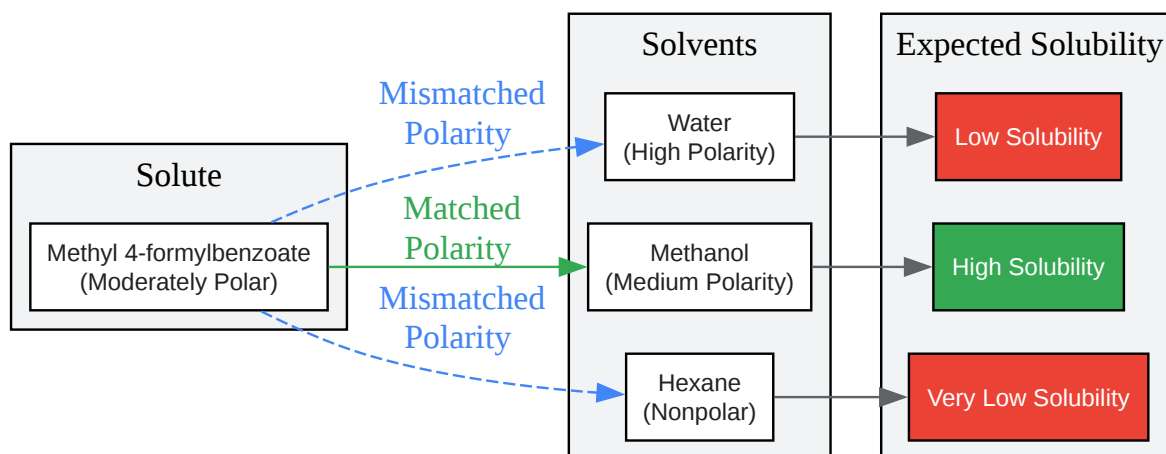 Solute
Methyl 4-formylbenzoate
(Moderately Polar)
Mismatched
Polarity
Matched
Polarity
Mismatched
Polarity
Solvents
Water
(High Polarity)
Methanol
(Medium Polarity)
Hexane
(Nonpolar)
Expected Solubility
Low Solubility
High Solubility
Very Low Solubility